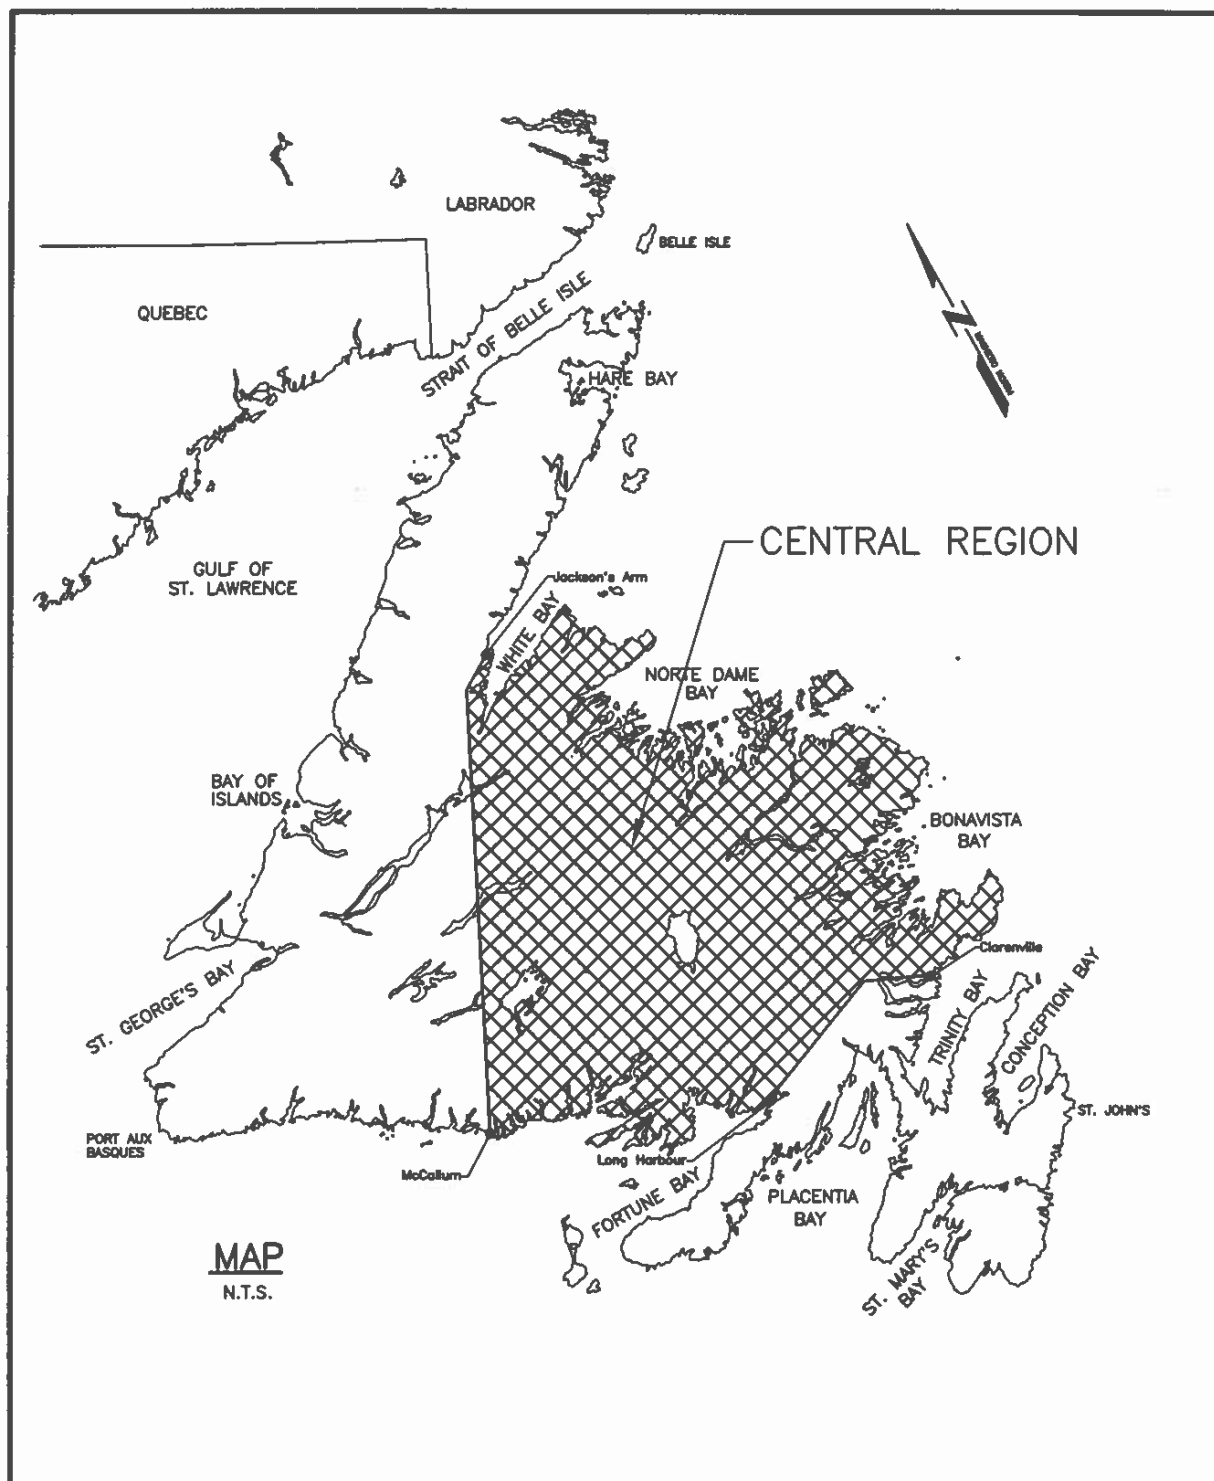 LABRADOR
BELLE ISLE
QUEBEC
STRAIT OF BELLE ISLE
HARE BAY
CENTRAL REGION
GULF OF
ST. LAWRENCE
Jackson's Arm
WHITE BAY
NORTE DAME
BAY
BAY OF
ISLANDS
BONAVISTA
BAY
Clarenville
ST. GEORGE'S BAY
TRINITY BAY
CONCEPTION BAY
ST. JOHN'S
PORT AUX
BASQUES
McCallum
Long Harbour
FORTUNE BAY
PLACENTIA
BAY
ST. MARY'S
BAY
MAP
N.T.S.